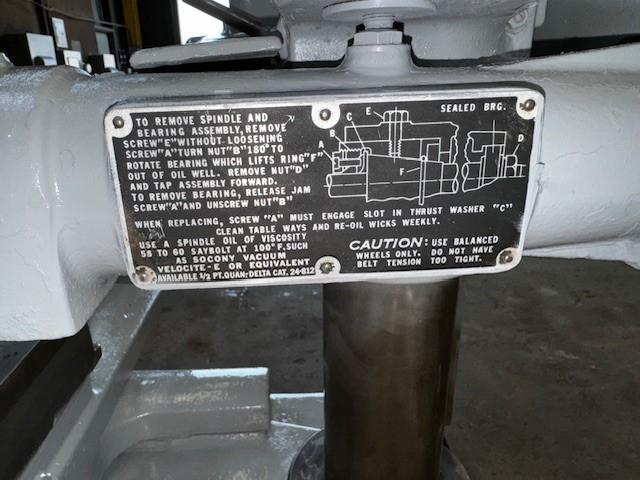 TO REMOVE SPINDLE AND
BEARING ASSEMBLY, REMOVE
SCREW "E" WITHOUT LOOSENING
SCREW "A" TURN NUT "B" 180° TO
ROTATE BEARING WHICH LIFTS RING "F"
OUT OF OIL WELL. REMOVE NUT "D"
AND TAP ASSEMBLY FORWARD.
TO REMOVE BEARING, RELEASE JAM
SCREW "A" AND UNSCREW NUT "B"
SEALED BRG.
E
C
B
A
F
D
WHEN REPLACING, SCREW "A" MUST ENGAGE SLOT IN THRUST WASHER "C"
CLEAN TABLE WAYS AND RE-OIL WICKS WEEKLY.
USE A SPINDLE OIL OF VISCOSITY
58 TO 60 SAYBOLT AT 100° F. SUCH
AS SOCONY VACUUM
VELOCITE-E OR EQUIVALENT
AVAILABLE 1/2 PT. QUAN; DELTA CAT. 24-812
CAUTION: USE BALANCED
WHEELS ONLY. DO NOT HAVE
BELT TENSION TOO TIGHT.